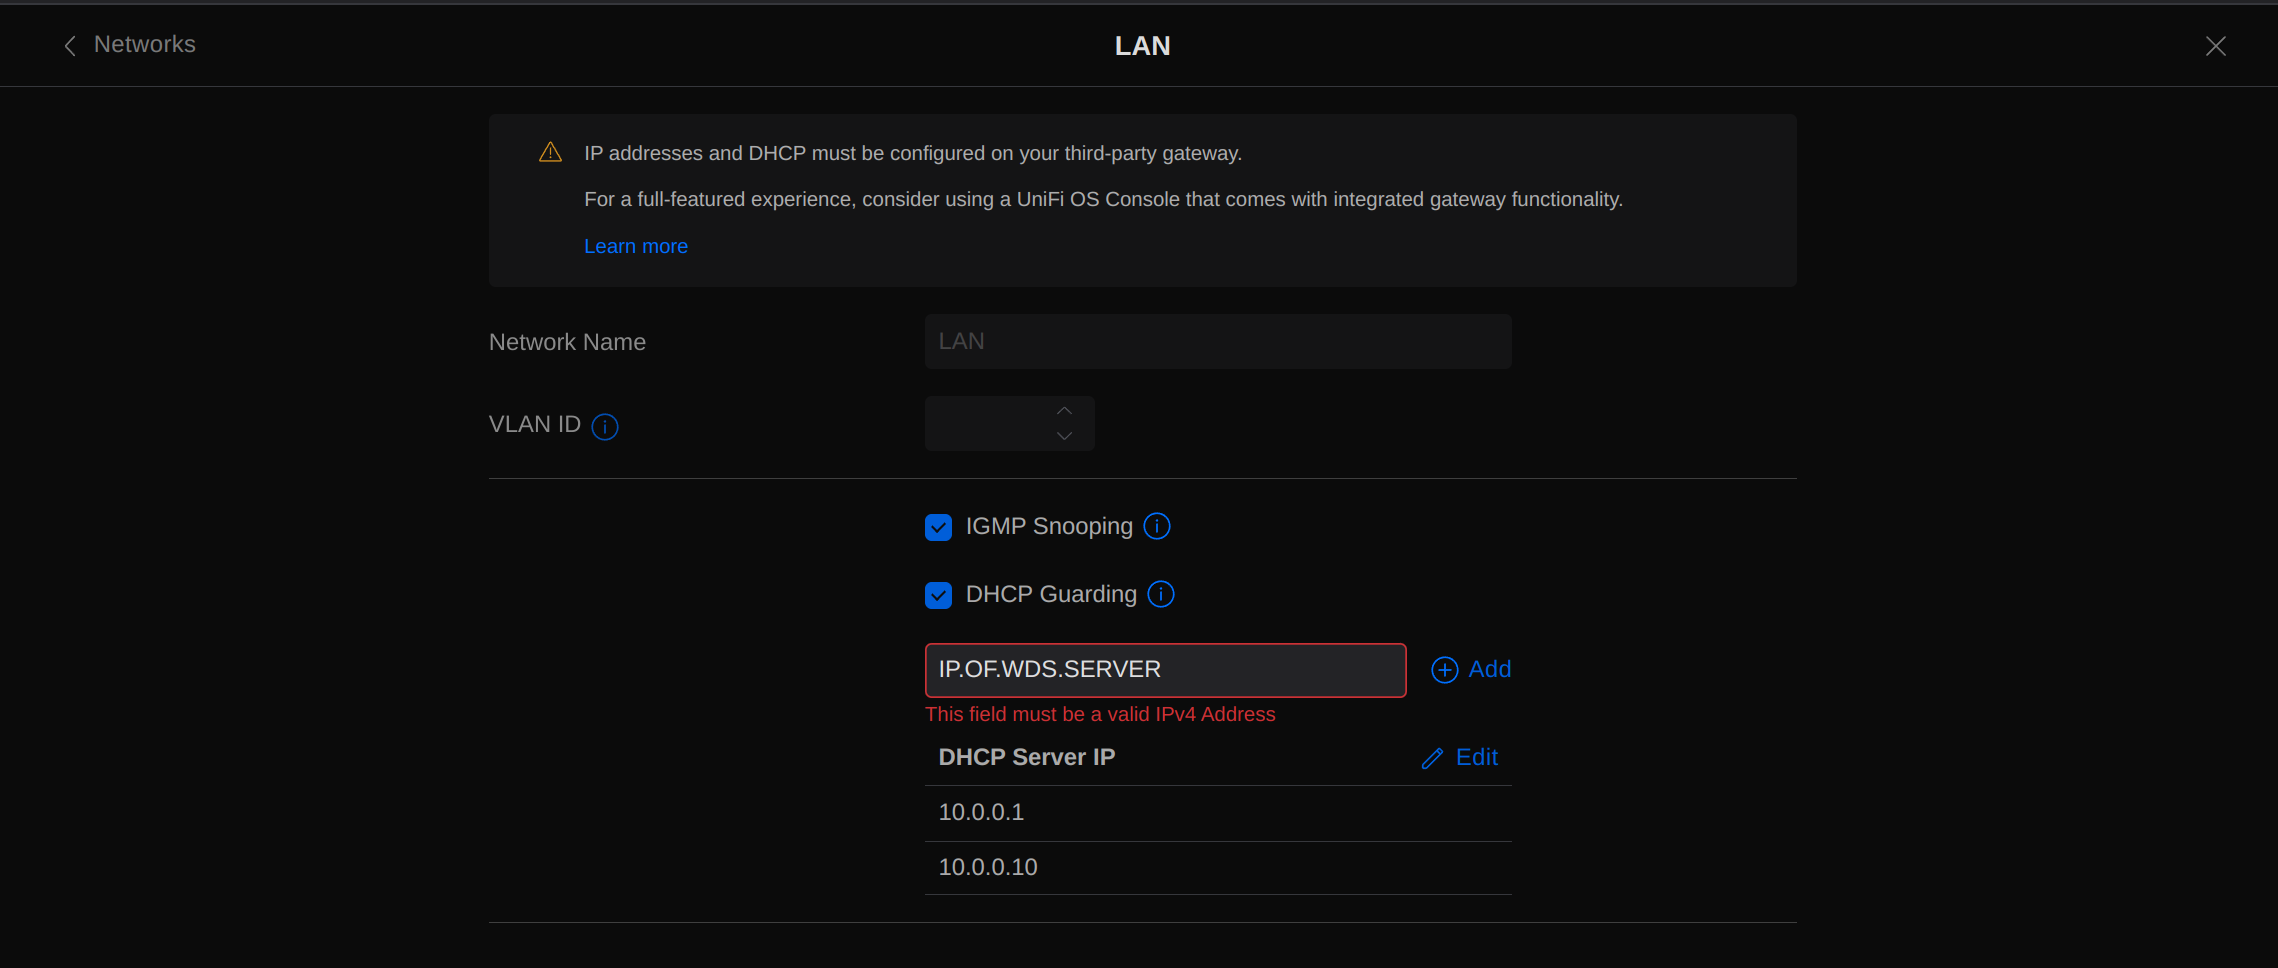 Networks
LAN
IP addresses and DHCP must be configured on your third-party gateway.
For a full-featured experience, consider using a UniFi OS Console that comes with integrated gateway functionality.
Learn more
Network Name
LAN
VLAN ID
IGMP Snooping
DHCP Guarding
IP.OF.WDS.SERVER
Add
This field must be a valid IPv4 Address
DHCP Server IP
Edit
10.0.0.1
10.0.0.10